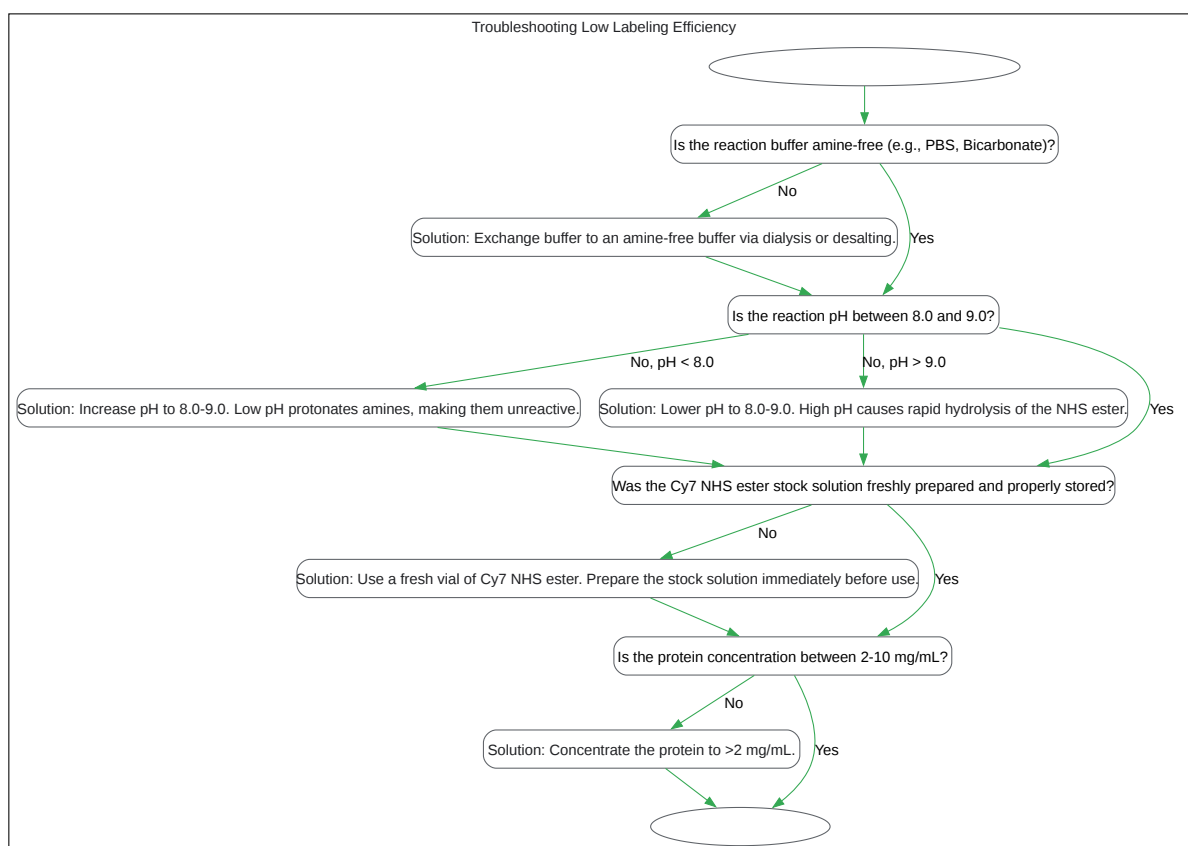 Troubleshooting Low Labeling Efficiency
Is the reaction buffer amine-free (e.g., PBS, Bicarbonate)?
No
Solution: Exchange buffer to an amine-free buffer via dialysis or desalting.
Yes
Is the reaction pH between 8.0 and 9.0?
No, pH < 8.0
No, pH > 9.0
Solution: Increase pH to 8.0-9.0. Low pH protonates amines, making them unreactive.
Solution: Lower pH to 8.0-9.0. High pH causes rapid hydrolysis of the NHS ester.
Yes
Was the Cy7 NHS ester stock solution freshly prepared and properly stored?
No
Solution: Use a fresh vial of Cy7 NHS ester. Prepare the stock solution immediately before use.
Yes
Is the protein concentration between 2-10 mg/mL?
No
Solution: Concentrate the protein to >2 mg/mL.
Yes